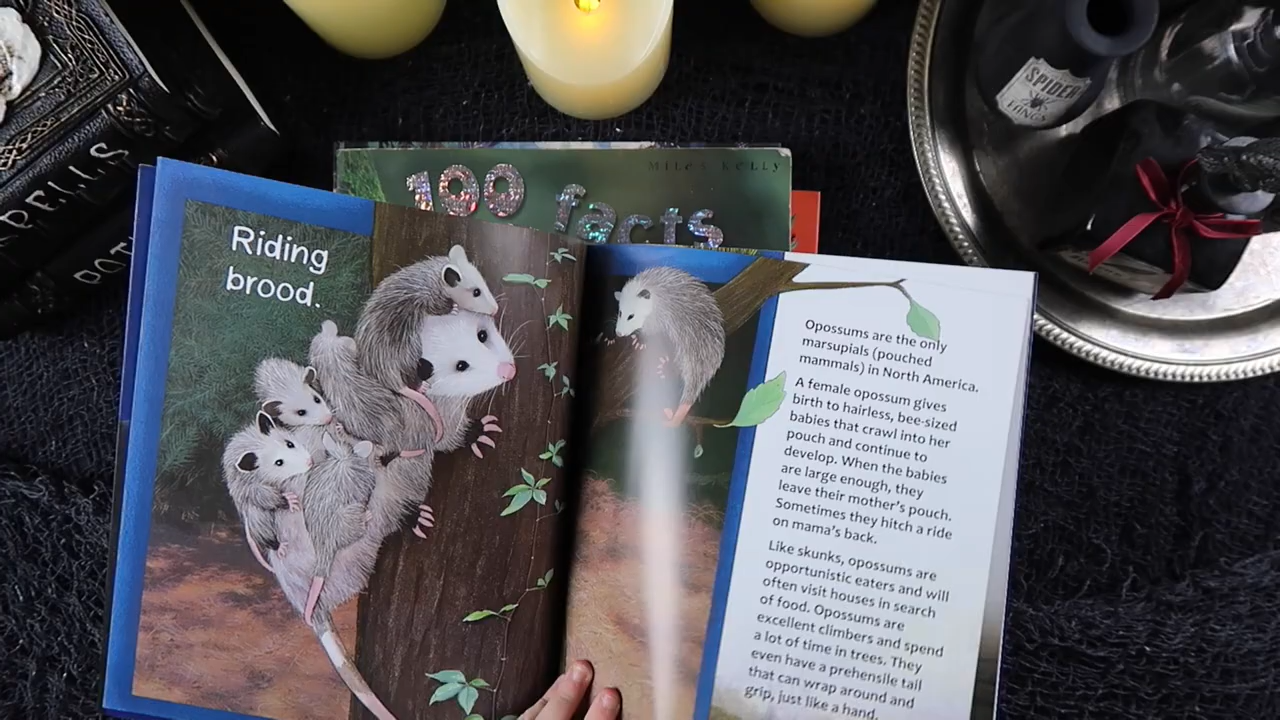 SPELLS
POT
MILES KELLY
100 facts
SPIDER
FANGS
Riding
brood.
Opossums are the only
marsupials (pouched
mammals) in North America.
A female opossum gives
birth to hairless, bee-sized
babies that crawl into her
pouch and continue to
develop. When the babies
are large enough, they
leave their mother's pouch.
Sometimes they hitch a ride
on mama's back.
Like skunks, opossums are
opportunistic eaters and will
often visit houses in search
of food. Opossums are
excellent climbers and spend
a lot of time in trees. They
even have a prehensile tail
that can wrap around and
grip, just like a hand.